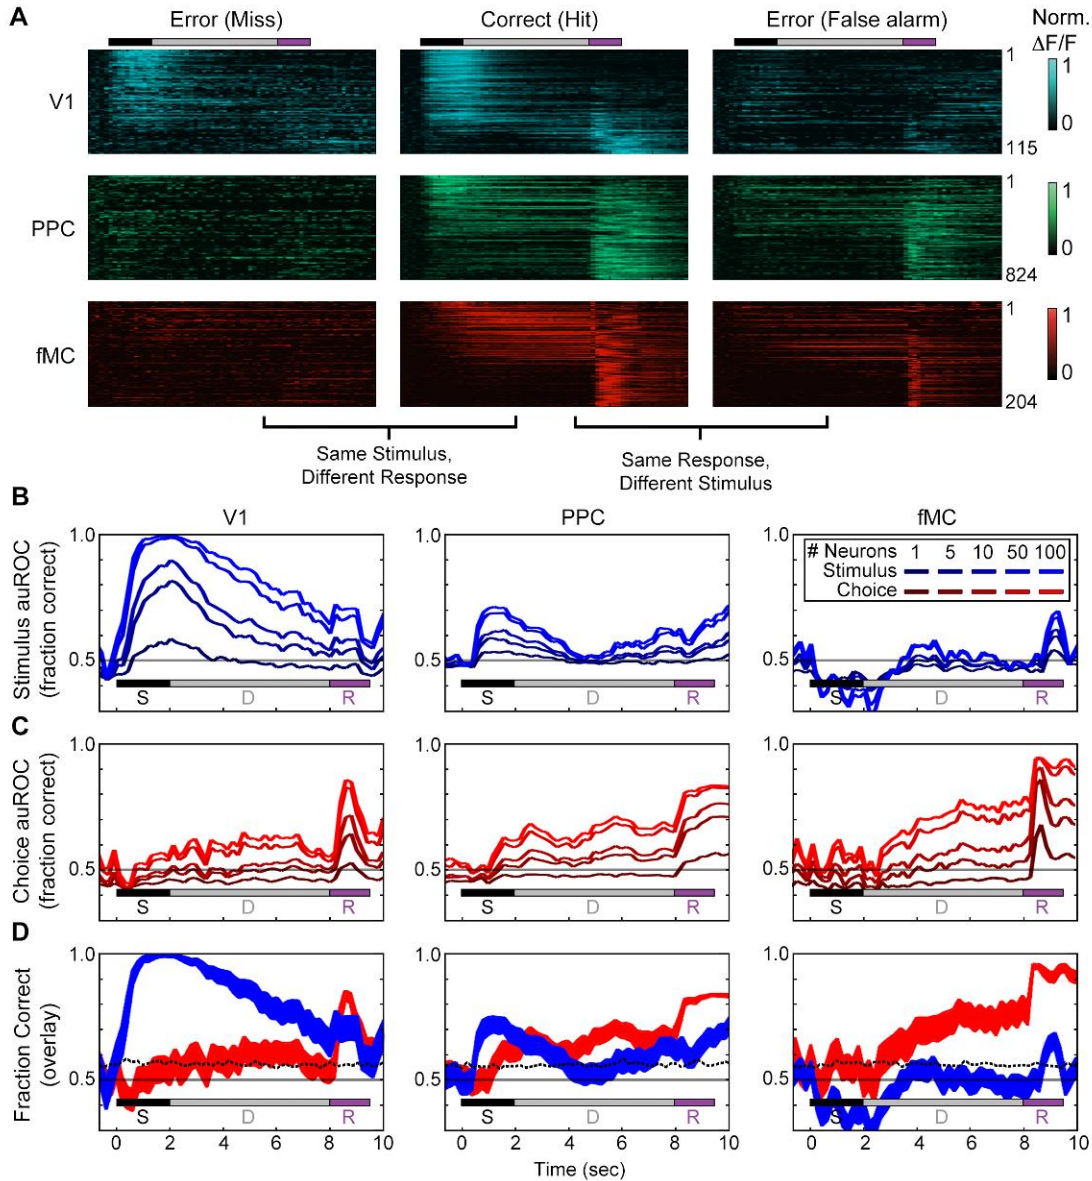 A
Error (Miss) Correct (Hit) Error (False alarm) Norm.
ΔF/F
V1 1 1
115 0
PPC 1 1
824 0
fMC 1 1
204 0
Same Stimulus,
Different Response
Same Response,
Different Stimulus
B
V1 PPC fMC
Stimulus auROC
(fraction correct)
1.0 1.0 1.0
0.5 0.5 0.5
# Neurons 1 5 10 50 100
Stimulus
Choice
S D R S D R S D R
C
Choice auROC
(fraction correct)
1.0 1.0 1.0
0.5 0.5 0.5
S D R S D R S D R
D
Fraction Correct
(overlay)
1.0 1.0 1.0
0.5 0.5 0.5
S D R S D R S D R
0 2 4 6 8 10 0 2 4 6 8 10 0 2 4 6 8 10
Time (sec)